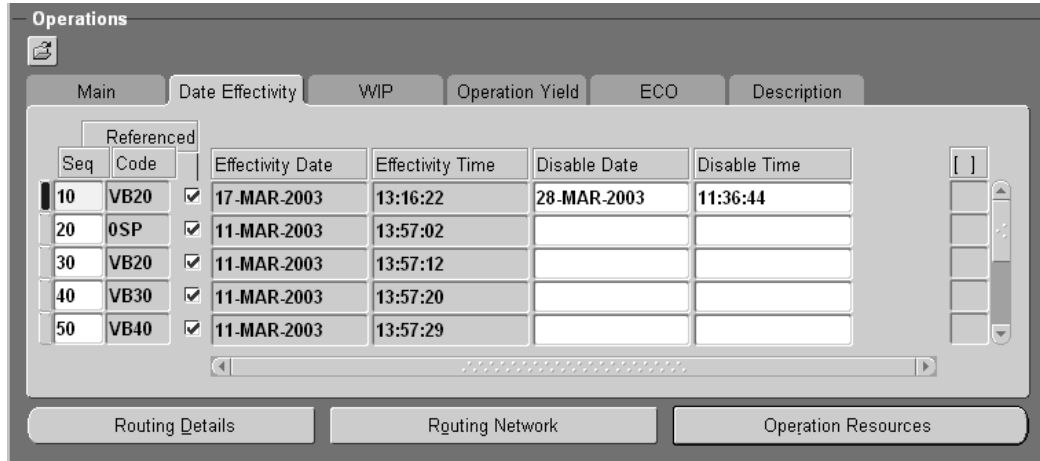 Operations
Main Date Effectivity WIP Operation Yield ECO Description
Referenced
Seq Code Effectivity Date Effectivity Time Disable Date Disable Time [ ]
10 VB20 17-MAR-2003 13:16:22 28-MAR-2003 11:36:44
20 0SP 11-MAR-2003 13:57:02
30 VB20 11-MAR-2003 13:57:12
40 VB30 11-MAR-2003 13:57:20
50 VB40 11-MAR-2003 13:57:29
Routing Details Routing Network Operation Resources